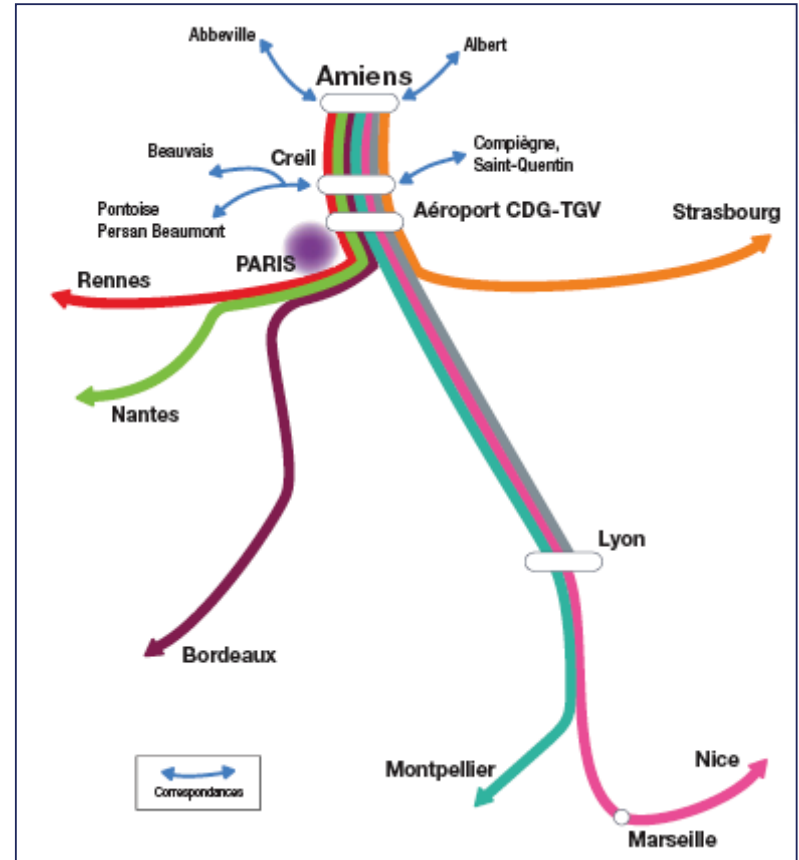 Abbeville
Albert
Amiens
Beauvais
Creil
Compiègne,
Saint-Quentin
Pontoise
Persan Beaumont
Aéroport CDG-TGV
Strasbourg
PARIS
Rennes
Nantes
Lyon
Bordeaux
Montpellier
Nice
Correspondances
Marseille